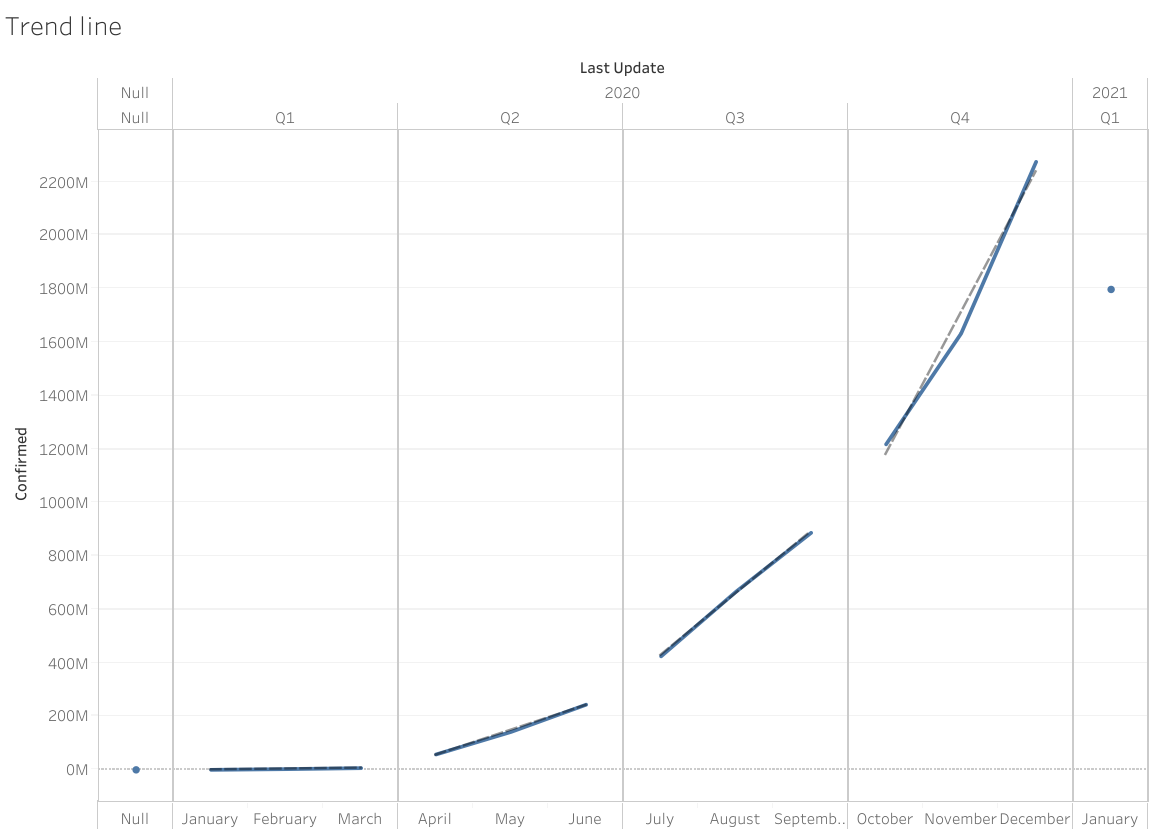 Trend line
Last Update
Null 2020 2021
Null Q1 Q2 Q3 Q4 Q1
2200M
2000M
1800M
1600M
1400M
1200M
1000M
800M
600M
400M
200M
0M
Confirmed
Null January February March April May June July August Septemb.. October November December January